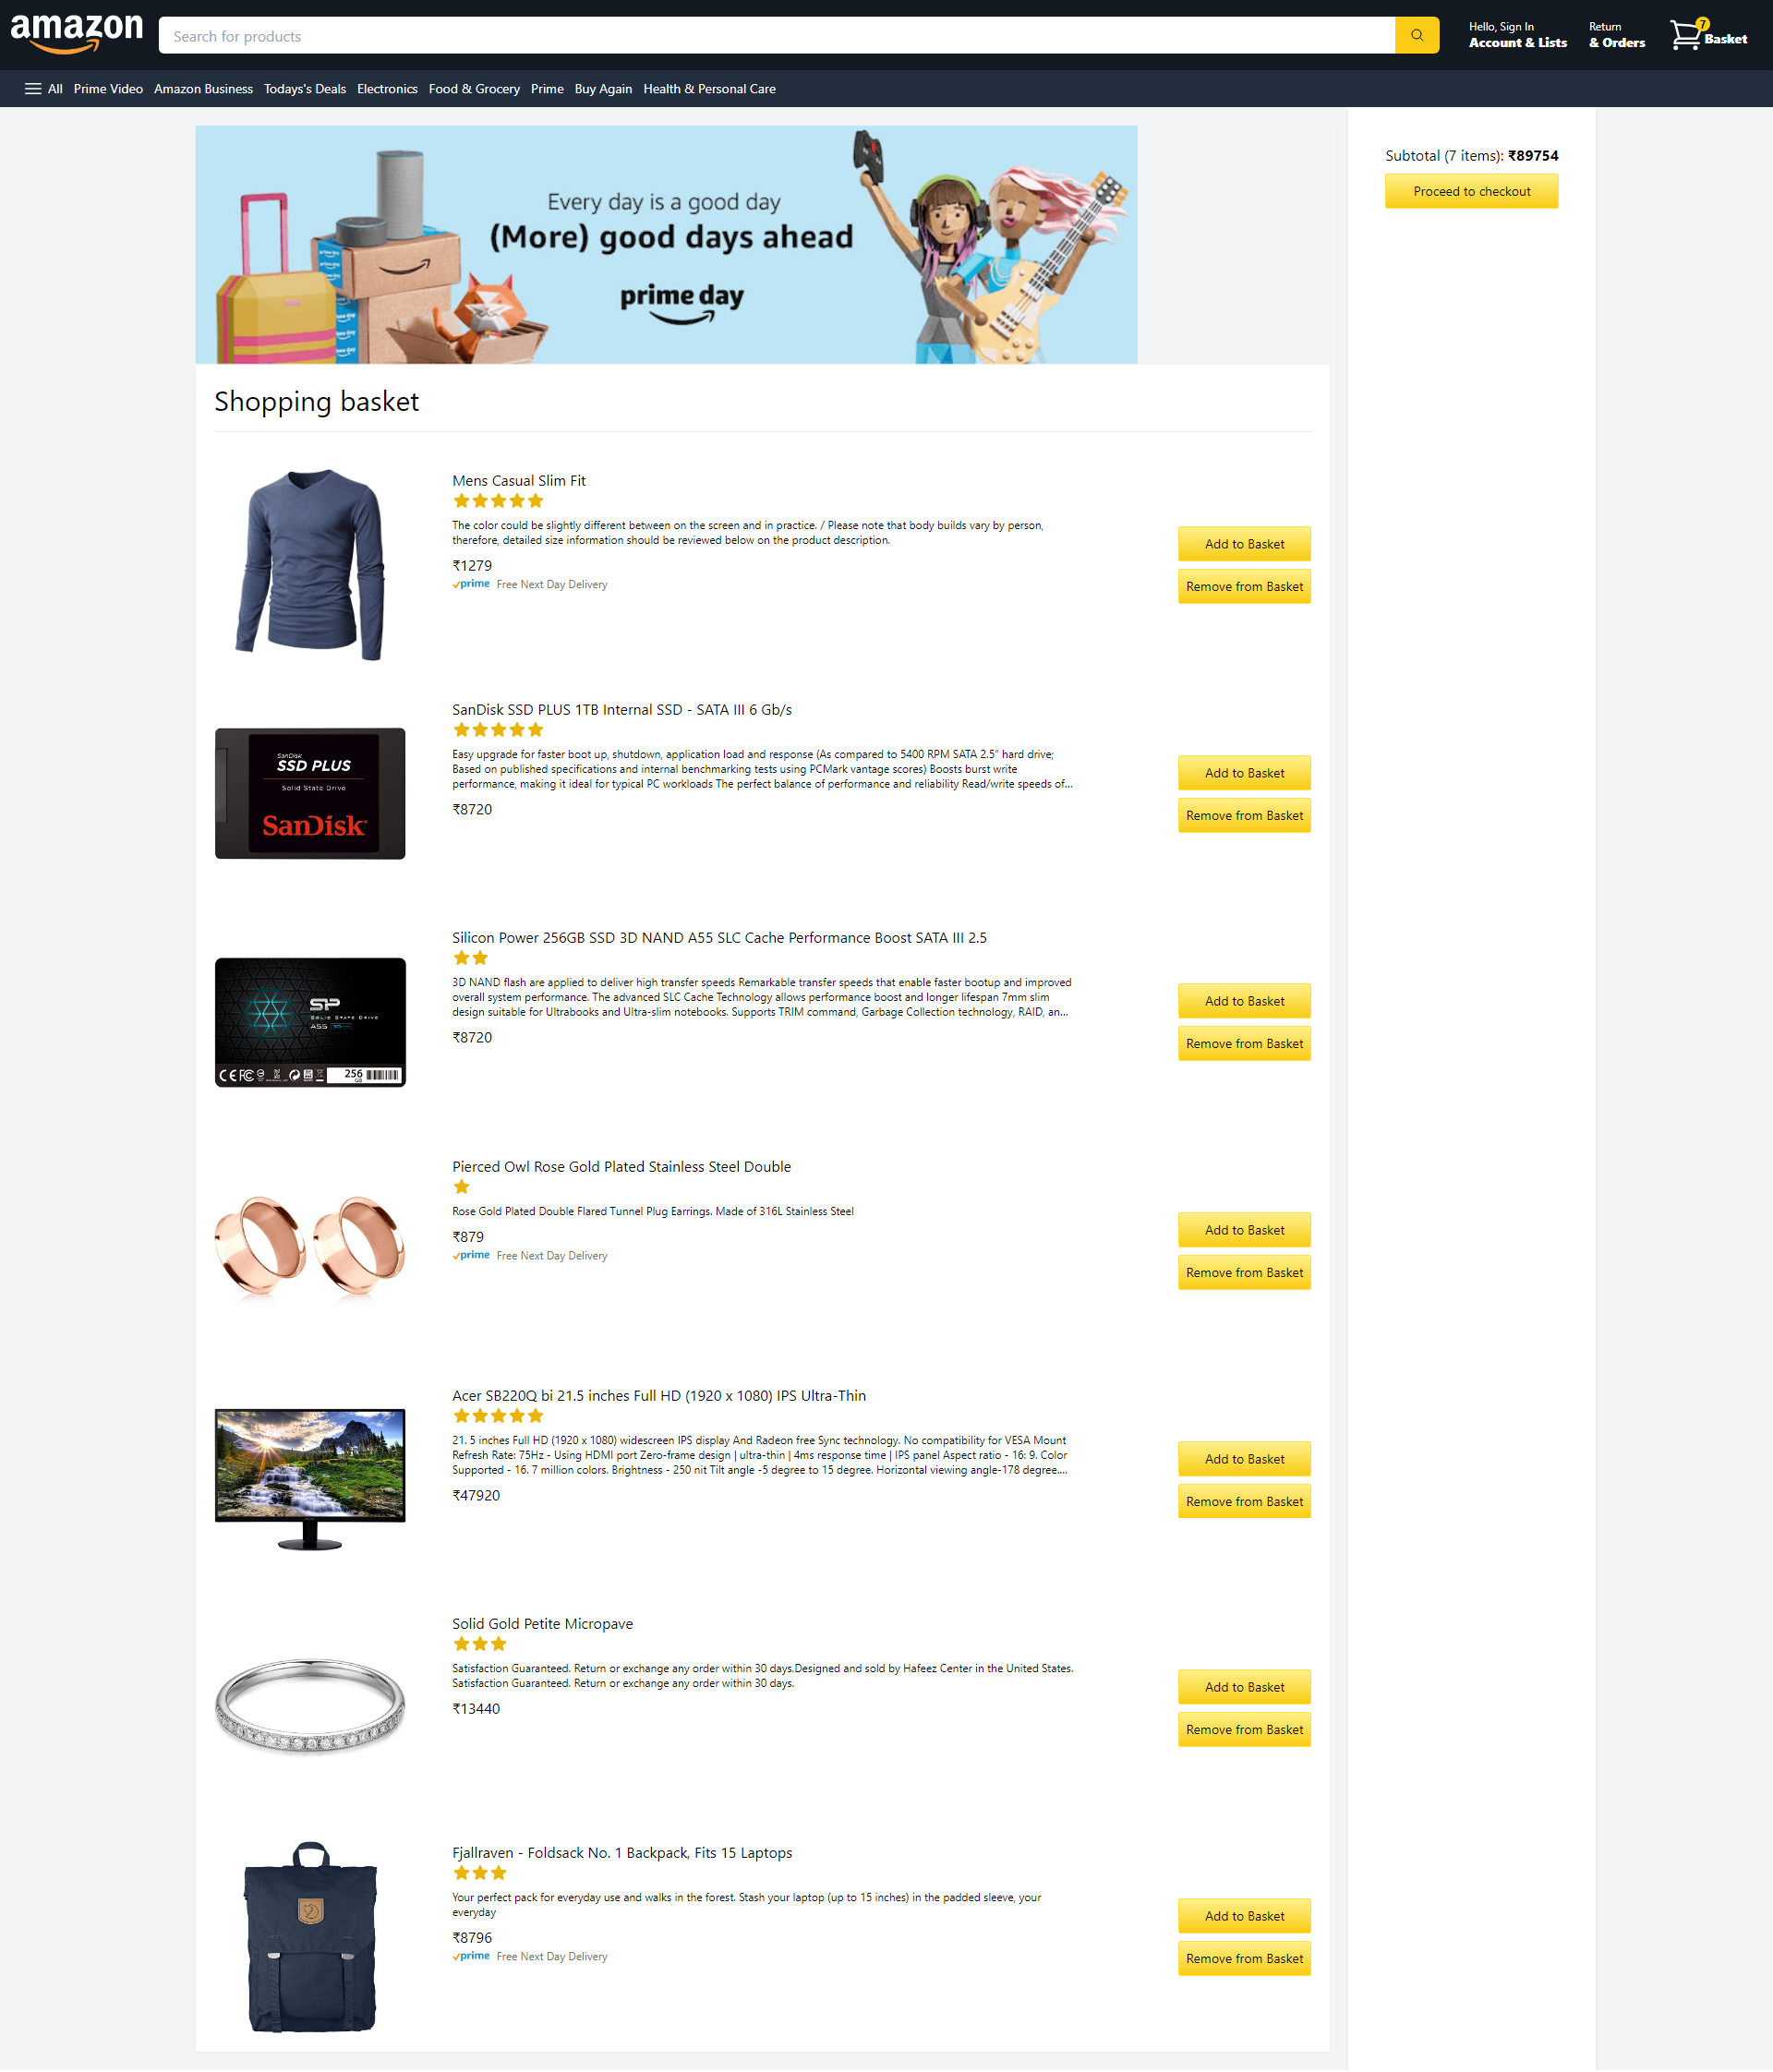 amazon
Search for products
Hello, Sign In
Account & Lists
Return
& Orders
7
Basket
All Prime Video Amazon Business Todays's Deals Electronics Food & Grocery Prime Buy Again Health & Personal Care
Every day is a good day
(More) good days ahead
prime day
Subtotal (7 items): ₹89754
Proceed to checkout
Shopping basket
Mens Casual Slim Fit
The color could be slightly different between on the screen and in practice. / Please note that body builds vary by person,
therefore, detailed size information should be reviewed below on the product description.
₹1279
prime Free Next Day Delivery
Add to Basket
Remove from Basket
SanDisk
SSD PLUS
Solid State Drive
SanDisk
SanDisk SSD PLUS 1TB Internal SSD - SATA III 6 Gb/s
Easy upgrade for faster boot up, shutdown, application load and response (As compared to 5400 RPM SATA 2.5” hard drive;
Based on published specifications and internal benchmarking tests using PCMark vantage scores) Boosts burst write
performance, making it ideal for typical PC workloads The perfect balance of performance and reliability Read/write speeds of...
₹8720
Add to Basket
Remove from Basket
SP
SOLID STATE DRIVE
A55
256
GB
Silicon Power 256GB SSD 3D NAND A55 SLC Cache Performance Boost SATA III 2.5
3D NAND flash are applied to deliver high transfer speeds Remarkable transfer speeds that enable faster bootup and improved
overall system performance. The advanced SLC Cache Technology allows performance boost and longer lifespan 7mm slim
design suitable for Ultrabooks and Ultra-slim notebooks. Supports TRIM command, Garbage Collection technology, RAID, an...
₹8720
Add to Basket
Remove from Basket
Pierced Owl Rose Gold Plated Stainless Steel Double
Rose Gold Plated Double Flared Tunnel Plug Earrings. Made of 316L Stainless Steel
₹879
prime Free Next Day Delivery
Add to Basket
Remove from Basket
Acer SB220Q bi 21.5 inches Full HD (1920 x 1080) IPS Ultra-Thin
21. 5 inches Full HD (1920 x 1080) widescreen IPS display And Radeon free Sync technology. No compatibility for VESA Mount
Refresh Rate: 75Hz - Using HDMI port Zero-frame design | ultra-thin | 4ms response time | IPS panel Aspect ratio - 16: 9. Color
Supported - 16. 7 million colors. Brightness - 250 nit Tilt angle -5 degree to 15 degree. Horizontal viewing angle-178 degree....
₹47920
Add to Basket
Remove from Basket
Solid Gold Petite Micropave
Satisfaction Guaranteed. Return or exchange any order within 30 days.Designed and sold by Hafeez Center in the United States.
Satisfaction Guaranteed. Return or exchange any order within 30 days.
₹13440
Add to Basket
Remove from Basket
Fjallraven - Foldsack No. 1 Backpack, Fits 15 Laptops
Your perfect pack for everyday use and walks in the forest. Stash your laptop (up to 15 inches) in the padded sleeve, your
everyday
₹8796
prime Free Next Day Delivery
Add to Basket
Remove from Basket